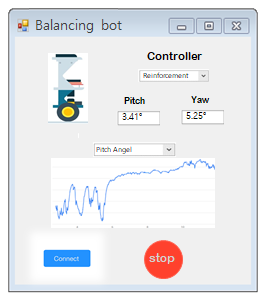 Balancing bot
Controller
Reinforcement
Pitch
Yaw
3.41°
5.25°
Pitch Angel
Connect
stop